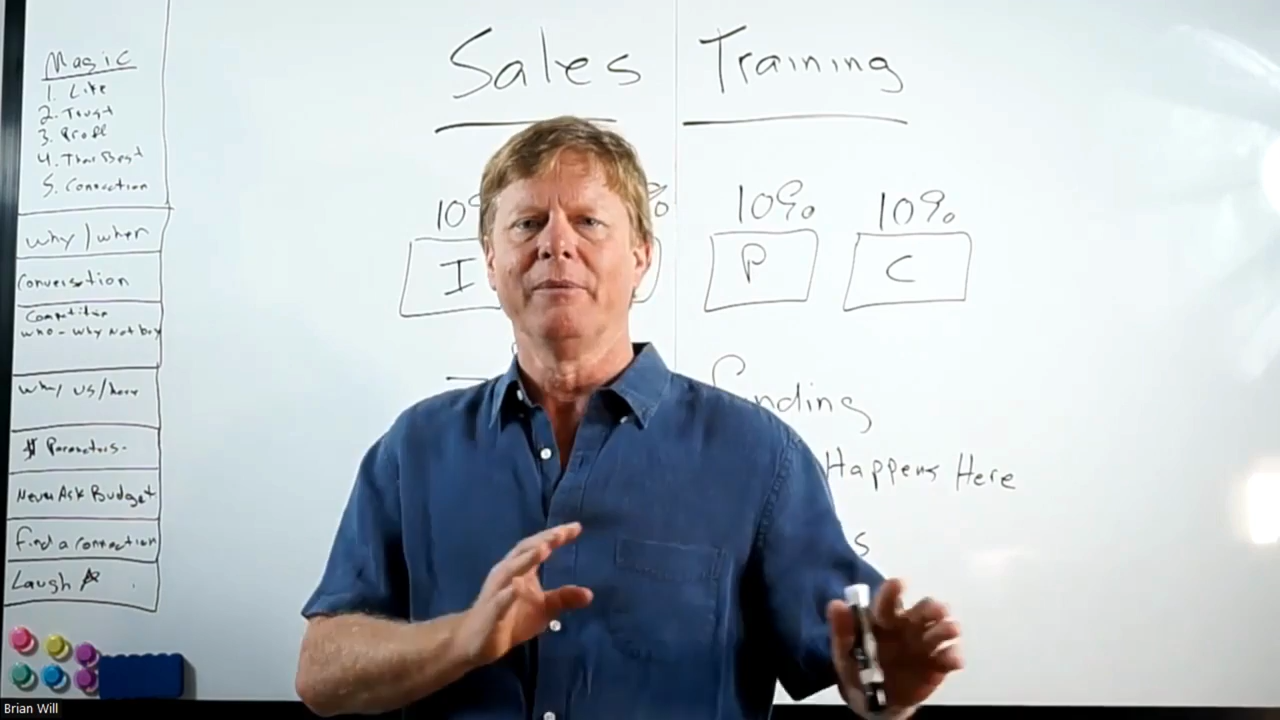 Magic
1. Like
2. Trust
3. Prob
4. Their Best
5. Connection
why/when
Conversation
Competitor
who - why Not buy
why us/here
$ Parameters
Never Ask Budget
find a connection
Laugh
Sales Training
10% % 10% 10%
I P C
nding
Happens Here
s
Brian Will